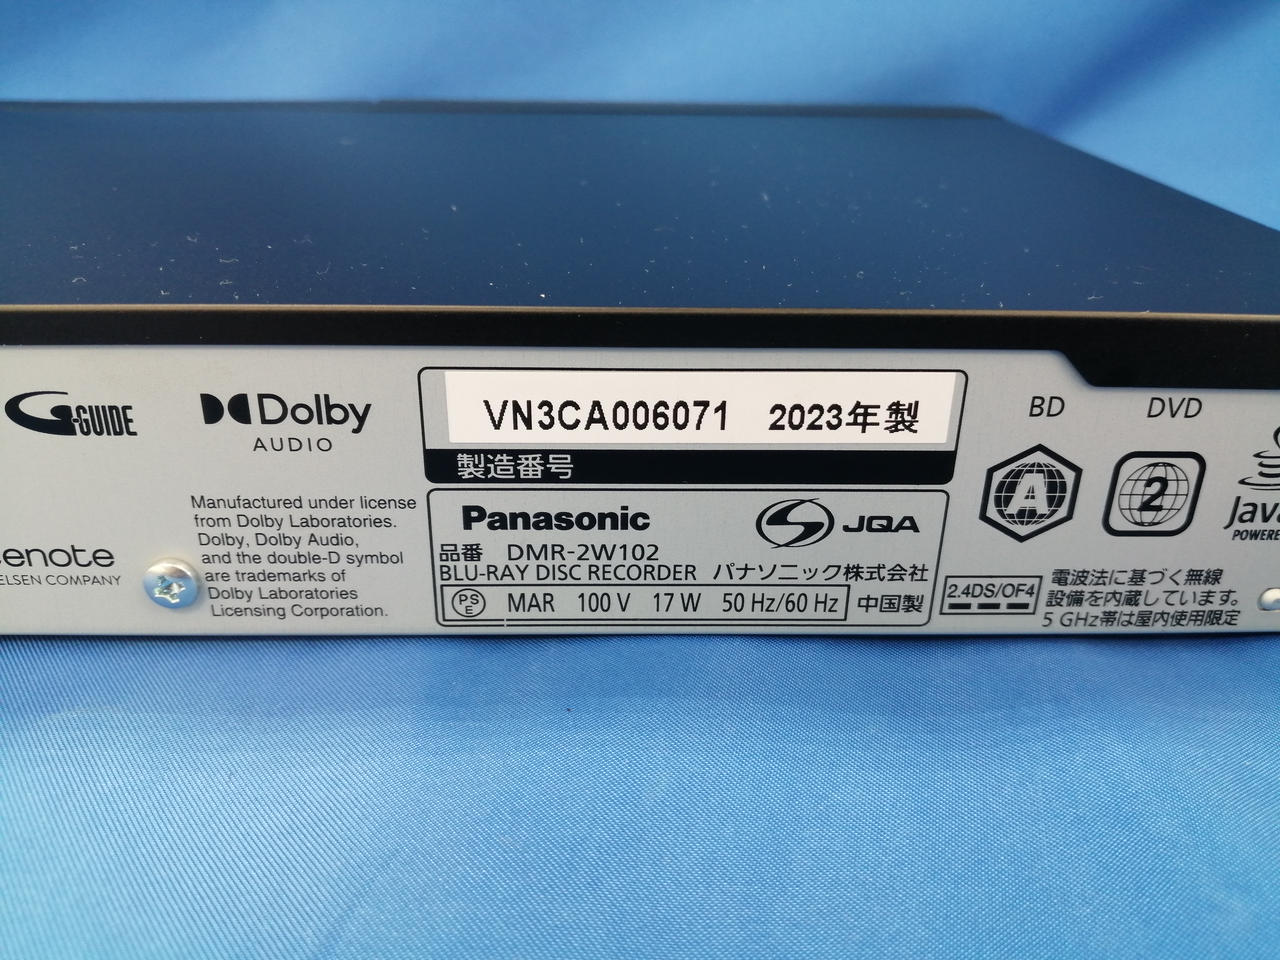 G-GUIDE
Dolby
AUDIO
Manufactured under license
from Dolby Laboratories.
Dolby, Dolby Audio,
and the double-D symbol
are trademarks of
Dolby Laboratories
Licensing Corporation.
enote
ELSEN COMPANY
VN3CA006071 2023年製
製造番号
Panasonic
JQA
品番 DMR-2W102
BLU-RAY DISC RECORDER パナソニック株式会社
PS E MAR 100 V 17 W 50 Hz/60 Hz 中国製
BD
DVD
A
2
Java
POWERE
2.4DS/OF4
電波法に基づく無線
設備を内蔵しています。
5 GHz帯は屋内使用限定